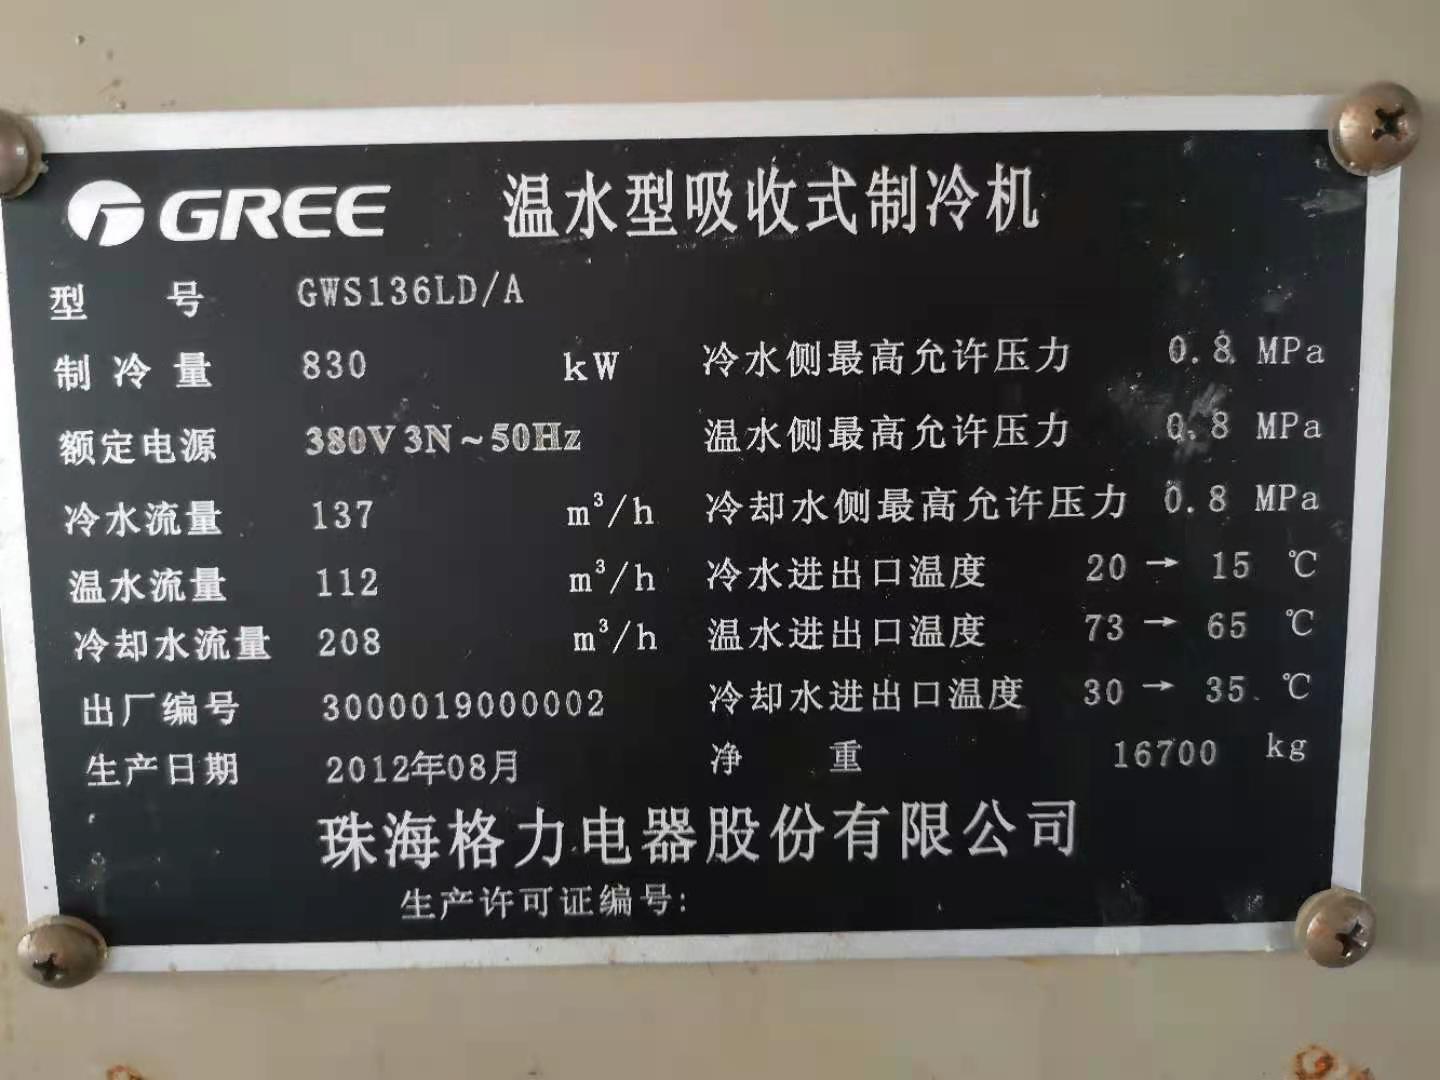 GREE 温水型吸收式制冷机
型 号 GWS136LD/A
制冷量 830 kW 冷水侧最高允许压力 0.8 MPa
额定电源 380V 3N~50Hz 温水侧最高允许压力 0.8 MPa
冷水流量 137 m³/h 冷却水侧最高允许压力 0.8 MPa
温水流量 112 m³/h 冷水进出口温度 20 → 15 ℃
冷却水流量 208 m³/h 温水进出口温度 73 → 65 ℃
出厂编号 3000019000002 冷却水进出口温度 30 → 35 ℃
生产日期 2012年08月 净 重 16700 kg
珠海格力电器股份有限公司
生产许可证编号: